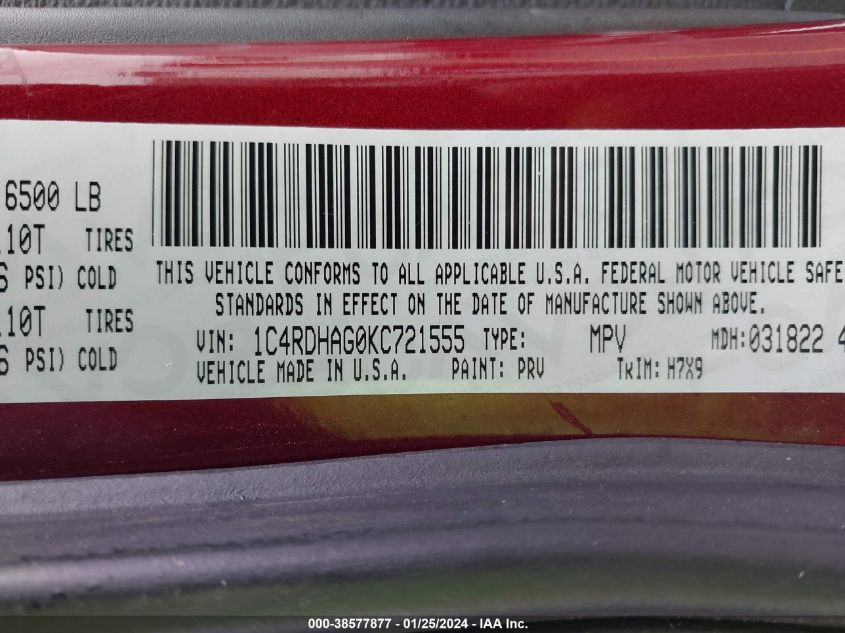 6500 LB
10T TIRES
PSI) COLD
10T TIRES
PSI) COLD
THIS VEHICLE CONFORMS TO ALL APPLICABLE U.S.A. FEDERAL MOTOR VEHICLE SAFE
STANDARDS IN EFFECT ON THE DATE OF MANUFACTURE SHOWN ABOVE.
VIN: 1C4RDHAG0KC721555 TYPE: MPV MDH:031822 4
VEHICLE MADE IN U.S.A. PAINT: PRV TRIM: H7X9
000-38577877 - 01/25/2024 - IAA Inc.